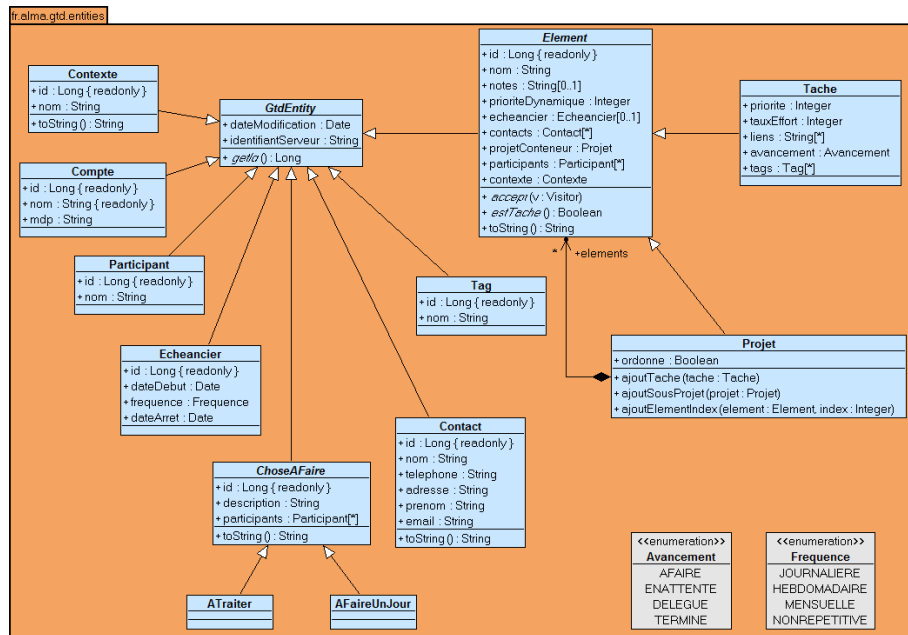 fr.alma.gtd.entities
Contexte
+ id : Long { readonly}
+ nom : String
+ toString () : String
Compte
+ id : Long { readonly}
+ nom : String { readonly}
+ mdp : String
Participant
+ id : Long { readonly}
+ nom : String
Echeancier
+ id : Long { readonly}
+ dateDebut : Date
+ frequence : Frequence
+ dateArret : Date
GtdEntity
+ dateModification : Date
+ identifiantServeur : String
+ getId () : Long
ChoseAFaire
+ id : Long { readonly}
+ description : String
+ participants : Participant[*]
+ toString () : String
ATraiter
AFaireUnJour
Tag
+ id : Long { readonly}
+ nom : String
Contact
+ id : Long { readonly}
+ nom : String
+ telephone : String
+ adresse : String
+ prenom : String
+ email : String
+ toString () : String
Element
+ id : Long { readonly}
+ nom : String
+ notes : String[0..1]
+ prioriteDynamique : Integer
+ echeancier : Echeancier[0..1]
+ contacts : Contact[*]
+ projetConteneur : Projet
+ participants : Participant[*]
+ contexte : Contexte
+ accept (v : Visitor)
+ estTache () : Boolean
+ toString () : String
* +elements
Tache
+ priorite : Integer
+ tauxEffort : Integer
+ liens : String[*]
+ avancement : Avancement
+ tags : Tag[*]
Projet
+ ordonne : Boolean
+ ajoutTache (tache : Tache)
+ ajoutSousProjet (projet : Projet)
+ ajoutElementIndex (element : Element, index : Integer)
<<enumeration>>
Avancement
AFAIRE
ENATTENTE
DELEGUE
TERMINE
<<enumeration>>
Frequence
JOURNALIERE
HEBDOMADAIRE
MENSUELLE
NONREPETITIVE